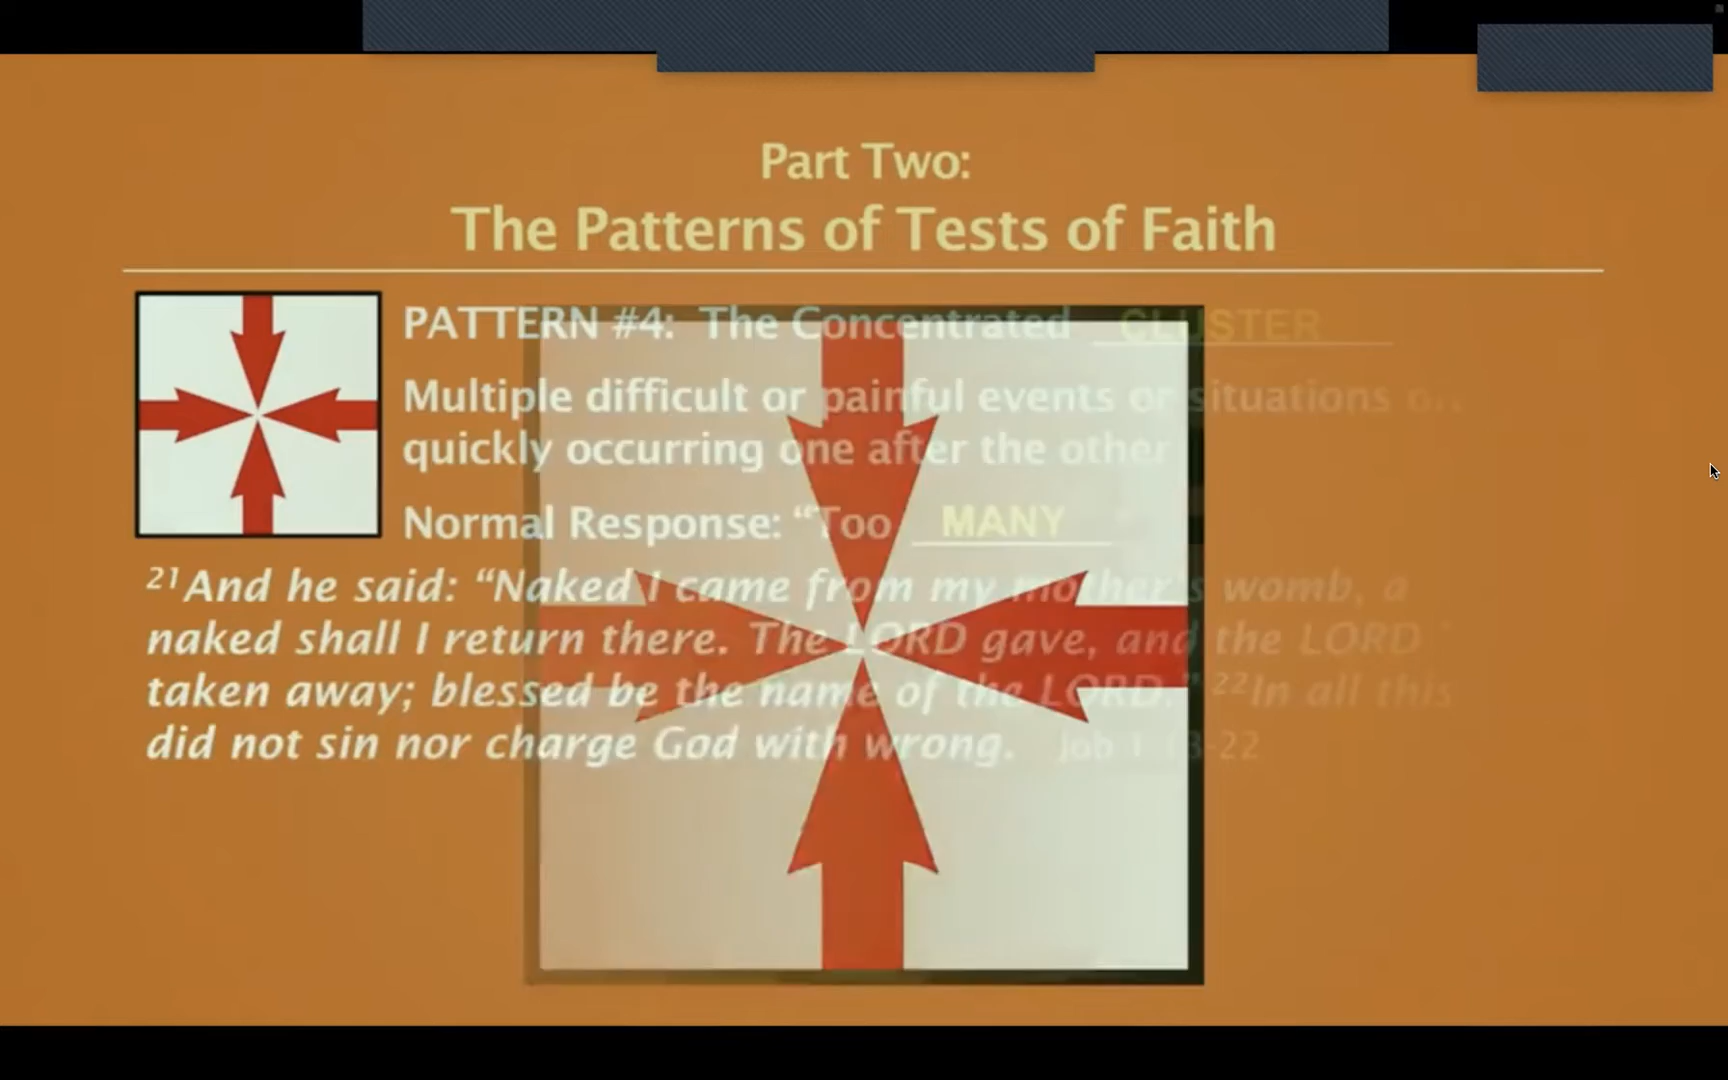 Part Two:
The Patterns of Tests of Faith
PATTERN #4: The Concentrated CLUSTER
Multiple difficult or painful events or situations
quickly occurring one after the other
Normal Response: “Too MANY
²¹And he said: “Naked I came from my mother's womb, a
naked shall I return there. The LORD gave, and the LORD
taken away; blessed be the name of the LORD.” ²²In all this
did not sin nor charge God with wrong. Job 1